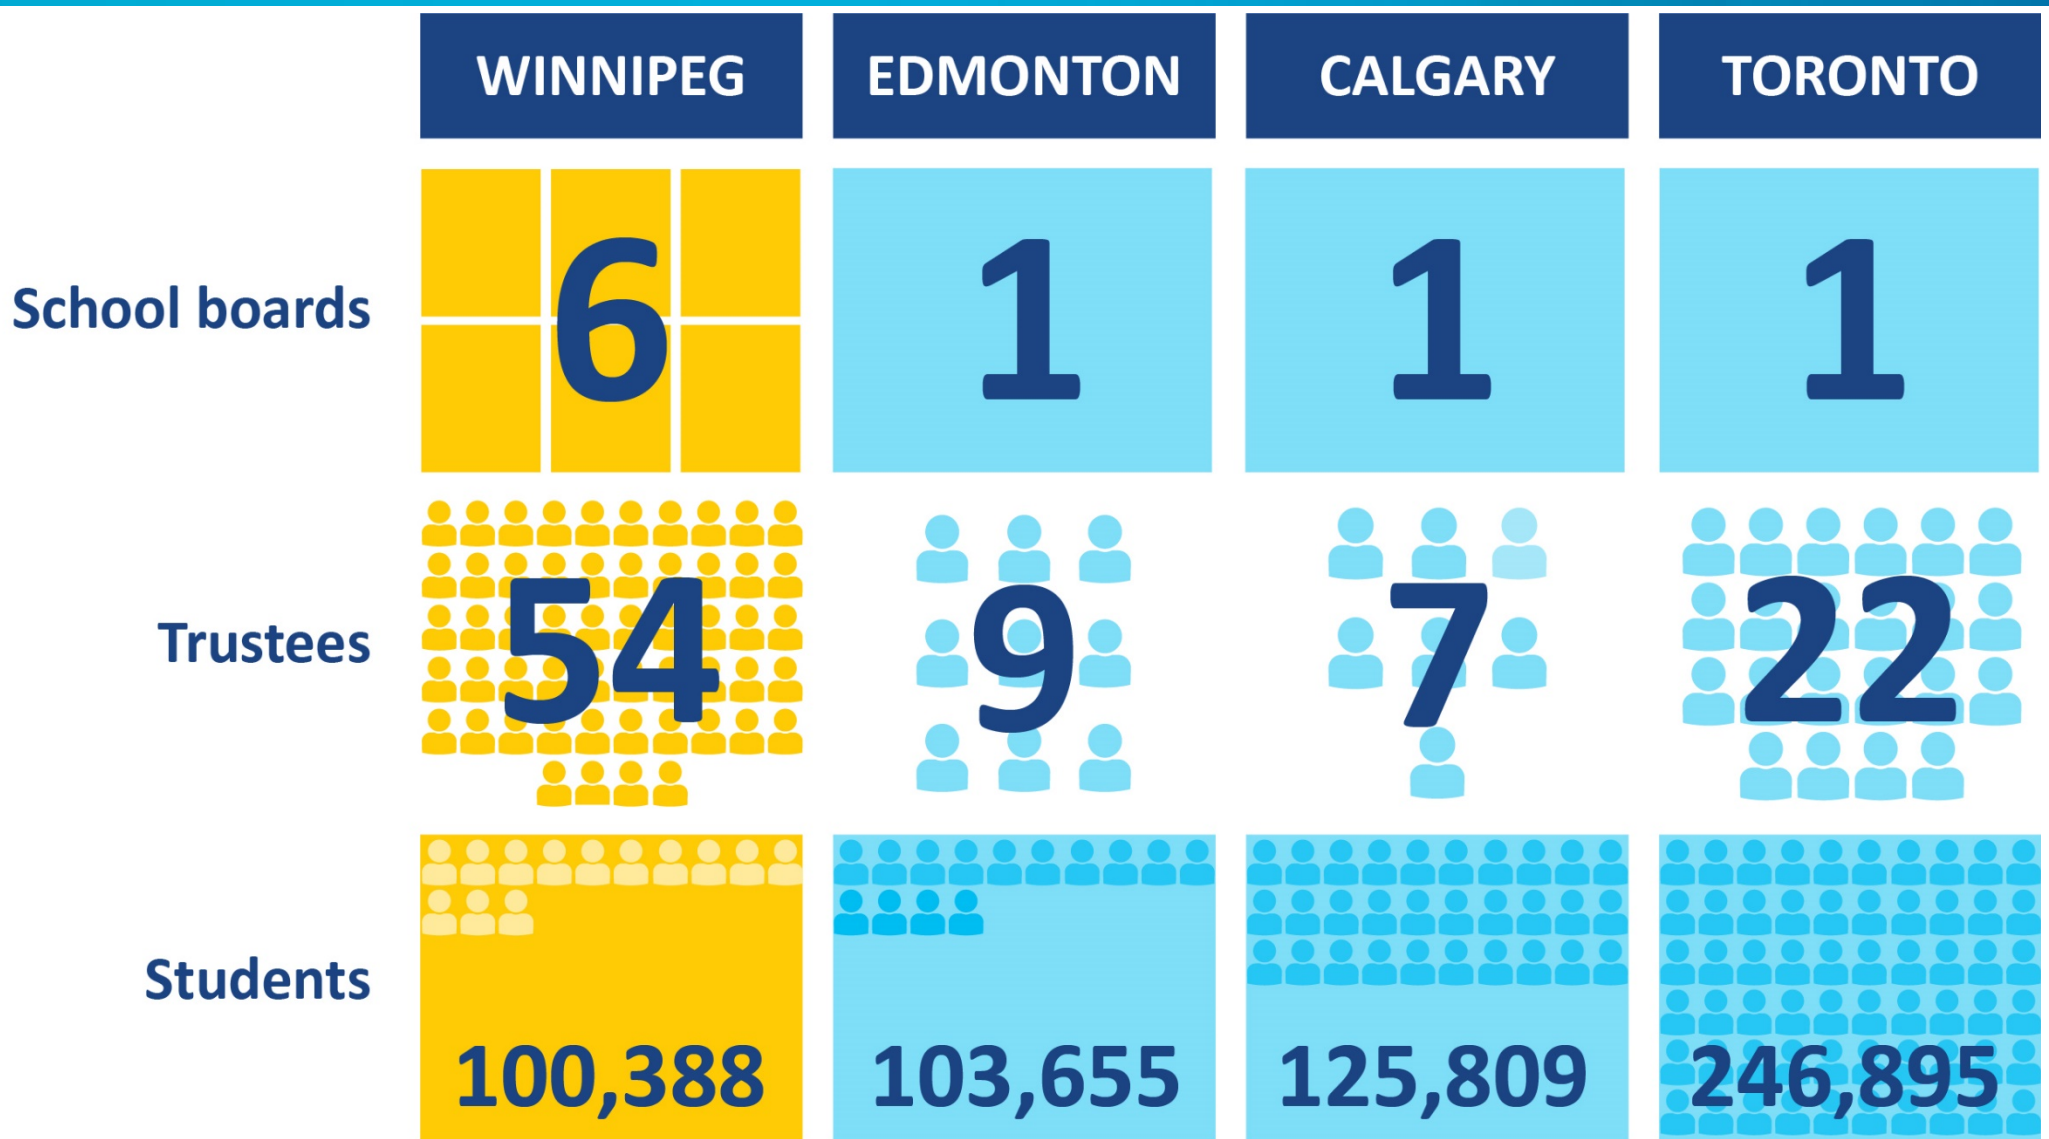 WINNIPEG EDMONTON CALGARY TORONTO
School boards 6 1 1 1
Trustees 54 9 7 22
Students 100,388 103,655 125,809 246,895